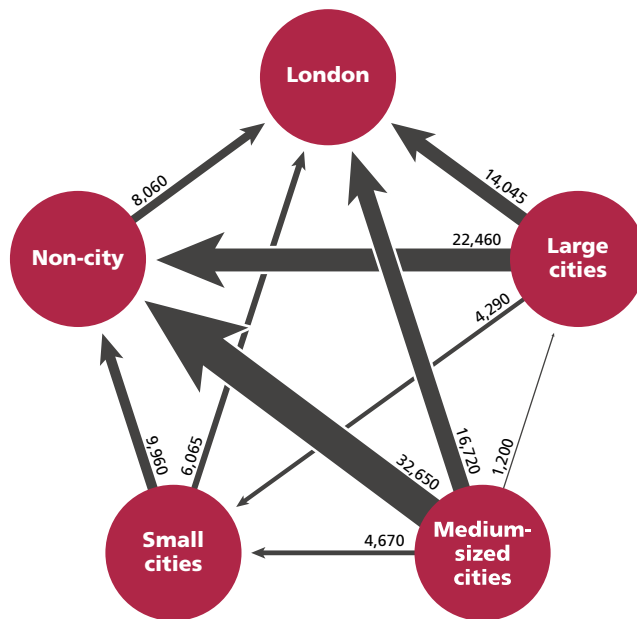 London
8,060
14,045
Non-city
22,460
Large
cities
4,290
9,960
6,065
32,650
16,720
1,200
Small
cities
4,670
Medium-
sized
cities